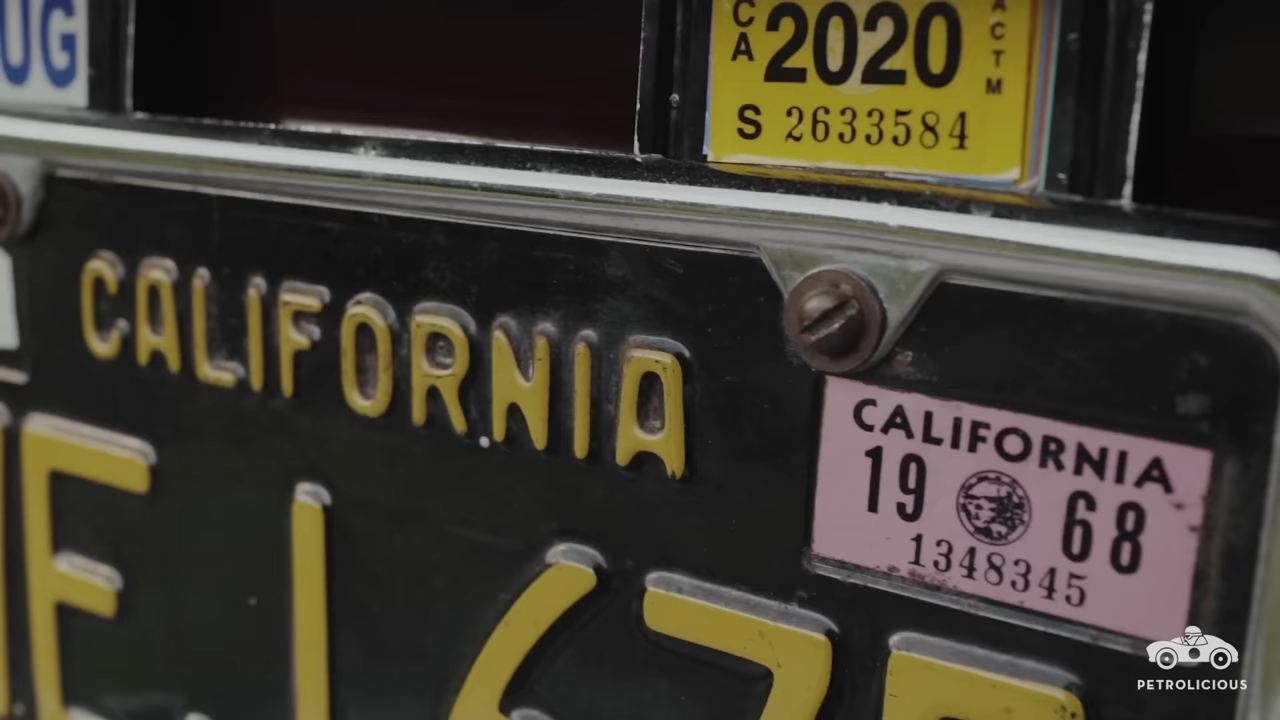 UG
CA 2020 ACTM
S 2633584
CALIFORNIA
CALIFORNIA
19 68
1348345
PETROLICIOUS